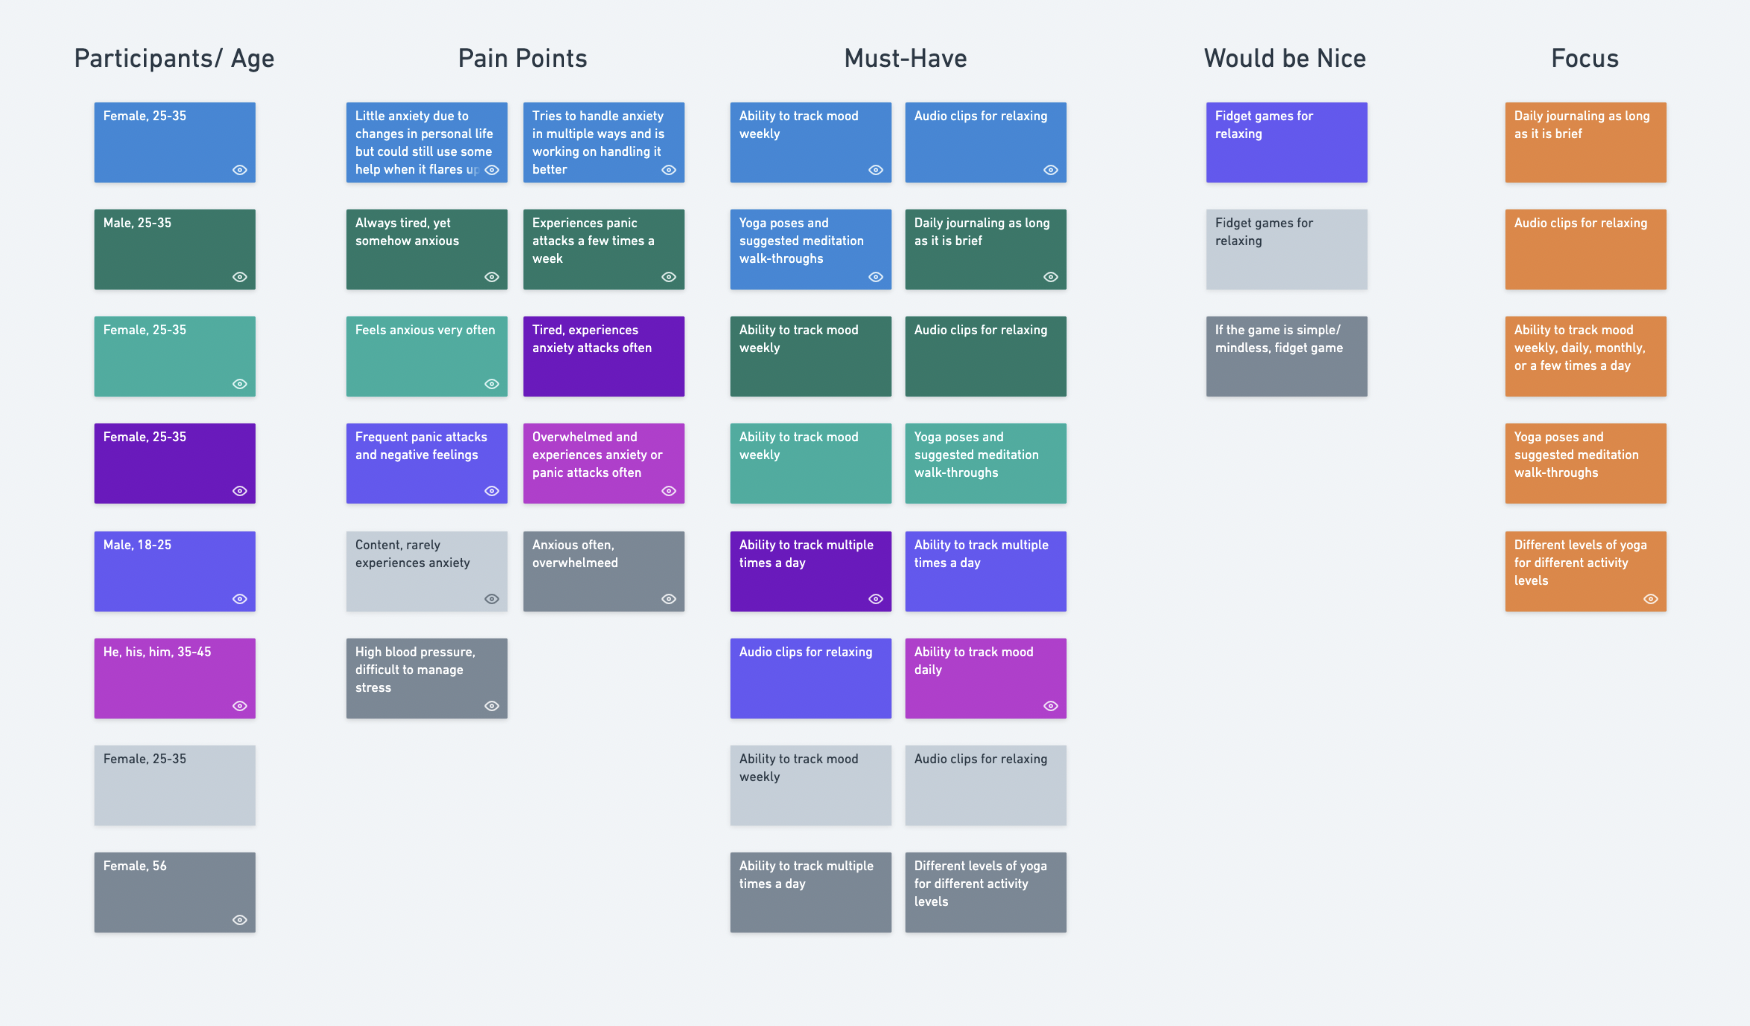 Participants/ Age
Pain Points
Must-Have
Would be Nice
Focus
Female, 25-35
Little anxiety due to
changes in personal life
but could still use some
help when it flares up
Tries to handle anxiety
in multiple ways and is
working on handling it
better
Ability to track mood
weekly
Audio clips for relaxing
Fidget games for
relaxing
Daily journaling as long
as it is brief
Male, 25-35
Always tired, yet
somehow anxious
Experiences panic
attacks a few times a
week
Yoga poses and
suggested meditation
walk-throughs
Daily journaling as long
as it is brief
Fidget games for
relaxing
Audio clips for relaxing
Female, 25-35
Feels anxious very often
Tired, experiences
anxiety attacks often
Ability to track mood
weekly
Audio clips for relaxing
If the game is simple/
mindless, fidget game
Ability to track mood
weekly, daily, monthly,
or a few times a day
Female, 25-35
Frequent panic attacks
and negative feelings
Overwhelmed and
experiences anxiety or
panic attacks often
Ability to track mood
weekly
Yoga poses and
suggested meditation
walk-throughs
Yoga poses and
suggested meditation
walk-throughs
Male, 18-25
Content, rarely
experiences anxiety
Anxious often,
overwhelmeed
Ability to track multiple
times a day
Ability to track multiple
times a day
Different levels of yoga
for different activity
levels
He, his, him, 35-45
High blood pressure,
difficult to manage
stress
Audio clips for relaxing
Ability to track mood
daily
Female, 25-35
Ability to track mood
weekly
Audio clips for relaxing
Female, 56
Ability to track multiple
times a day
Different levels of yoga
for different activity
levels